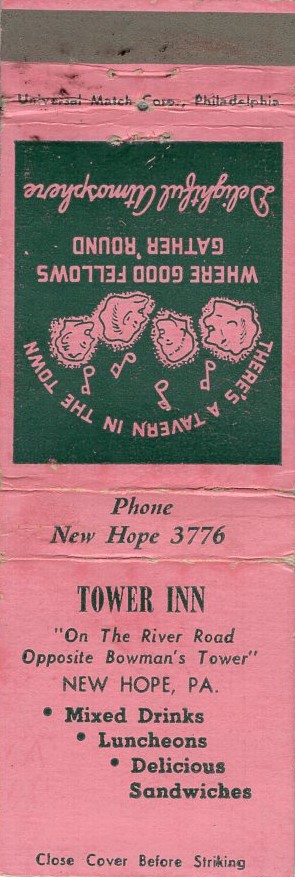 Universal Match Corp., Philadelphia
THERE'S A TAVERN IN THE TOWN
WHERE GOOD FELLOWS
GATHER 'ROUND
Delightful Atmosphere
Phone
New Hope 3776
TOWER INN
"On The River Road
Opposite Bowman's Tower"
NEW HOPE, PA.
• Mixed Drinks
• Luncheons
• Delicious
Sandwiches
Close Cover Before Striking